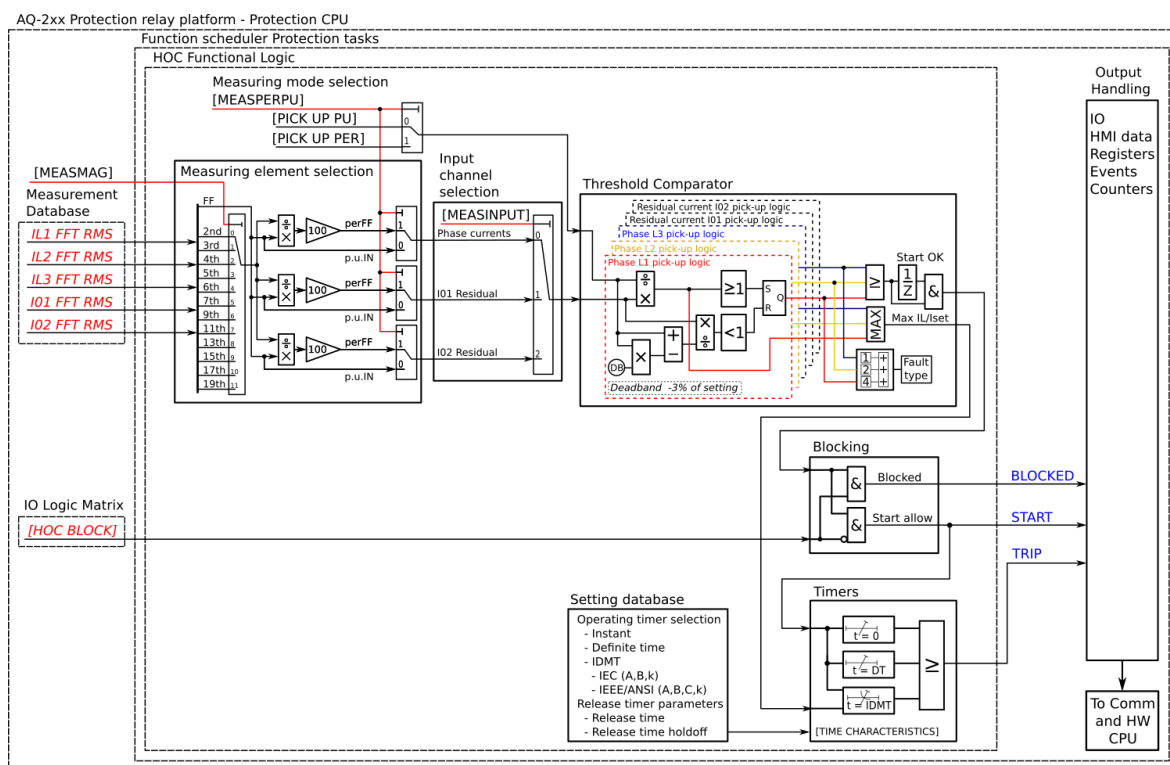 AQ-2xx Protection relay platform - Protection CPU
Function scheduler Protection tasks
HOC Functional Logic
Measuring mode selection
[MEASPERPU]
[PICK UP PU]
[PICK UP PER]
0
1
[MEASMAG]
Measurement
Database
IL1 FFT RMS
IL2 FFT RMS
IL3 FFT RMS
I01 FFT RMS
I02 FFT RMS
Measuring element selection
FF
2nd
3rd
4th
5th
6th
7th
9th
11th
13th
15th
17th
19th
0
1
2
3
4
5
6
7
8
9
10
11
÷
×
100
perFF
p.u.IN
1
0
÷
×
100
perFF
p.u.IN
1
0
÷
×
100
perFF
p.u.IN
1
0
Input
channel
selection
[MEASINPUT]
Phase currents
0
I01 Residual
1
I02 Residual
2
Threshold Comparator
Residual current I02 pick-up logic
Residual current I01 pick-up logic
Phase L3 pick-up logic
Phase L2 pick-up logic
Phase L1 pick-up logic
÷
×
≥1
S
Q
R
+
−
×
÷
<1
DB
×
Deadband -3% of setting
≥
Start OK
1
Z
&
MAX
Max IL/Iset
1 +
2 +
4 +
Fault
type
Blocking
&
Blocked
&
Start allow
BLOCKED
START
TRIP
IO Logic Matrix
[HOC BLOCK]
Setting database
Operating timer selection
- Instant
- Definite time
- IDMT
- IEC (A,B,k)
- IEEE/ANSI (A,B,C,k)
Release timer parameters
- Release time
- Release time holdoff
Timers
t = 0
t = DT
t = IDMT
≥
[TIME CHARACTERISTICS]
Output
Handling
IO
HMI data
Registers
Events
Counters
To Comm
and HW
CPU